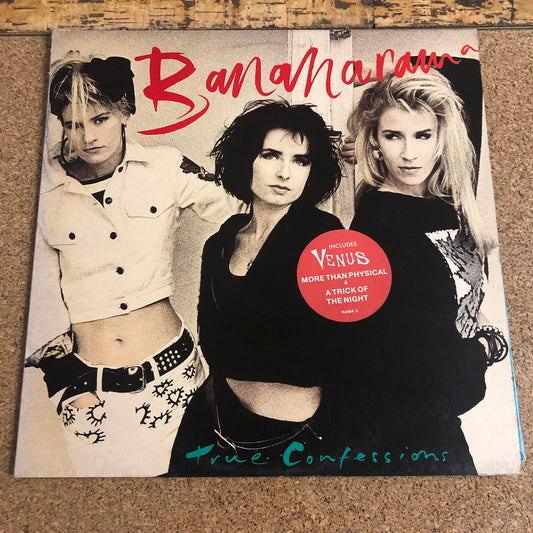 Bananarama
INCLUDES
VENUS
MORE THAN PHYSICAL
&
A TRICK OF
THE NIGHT
RAMA 3
True Confessions